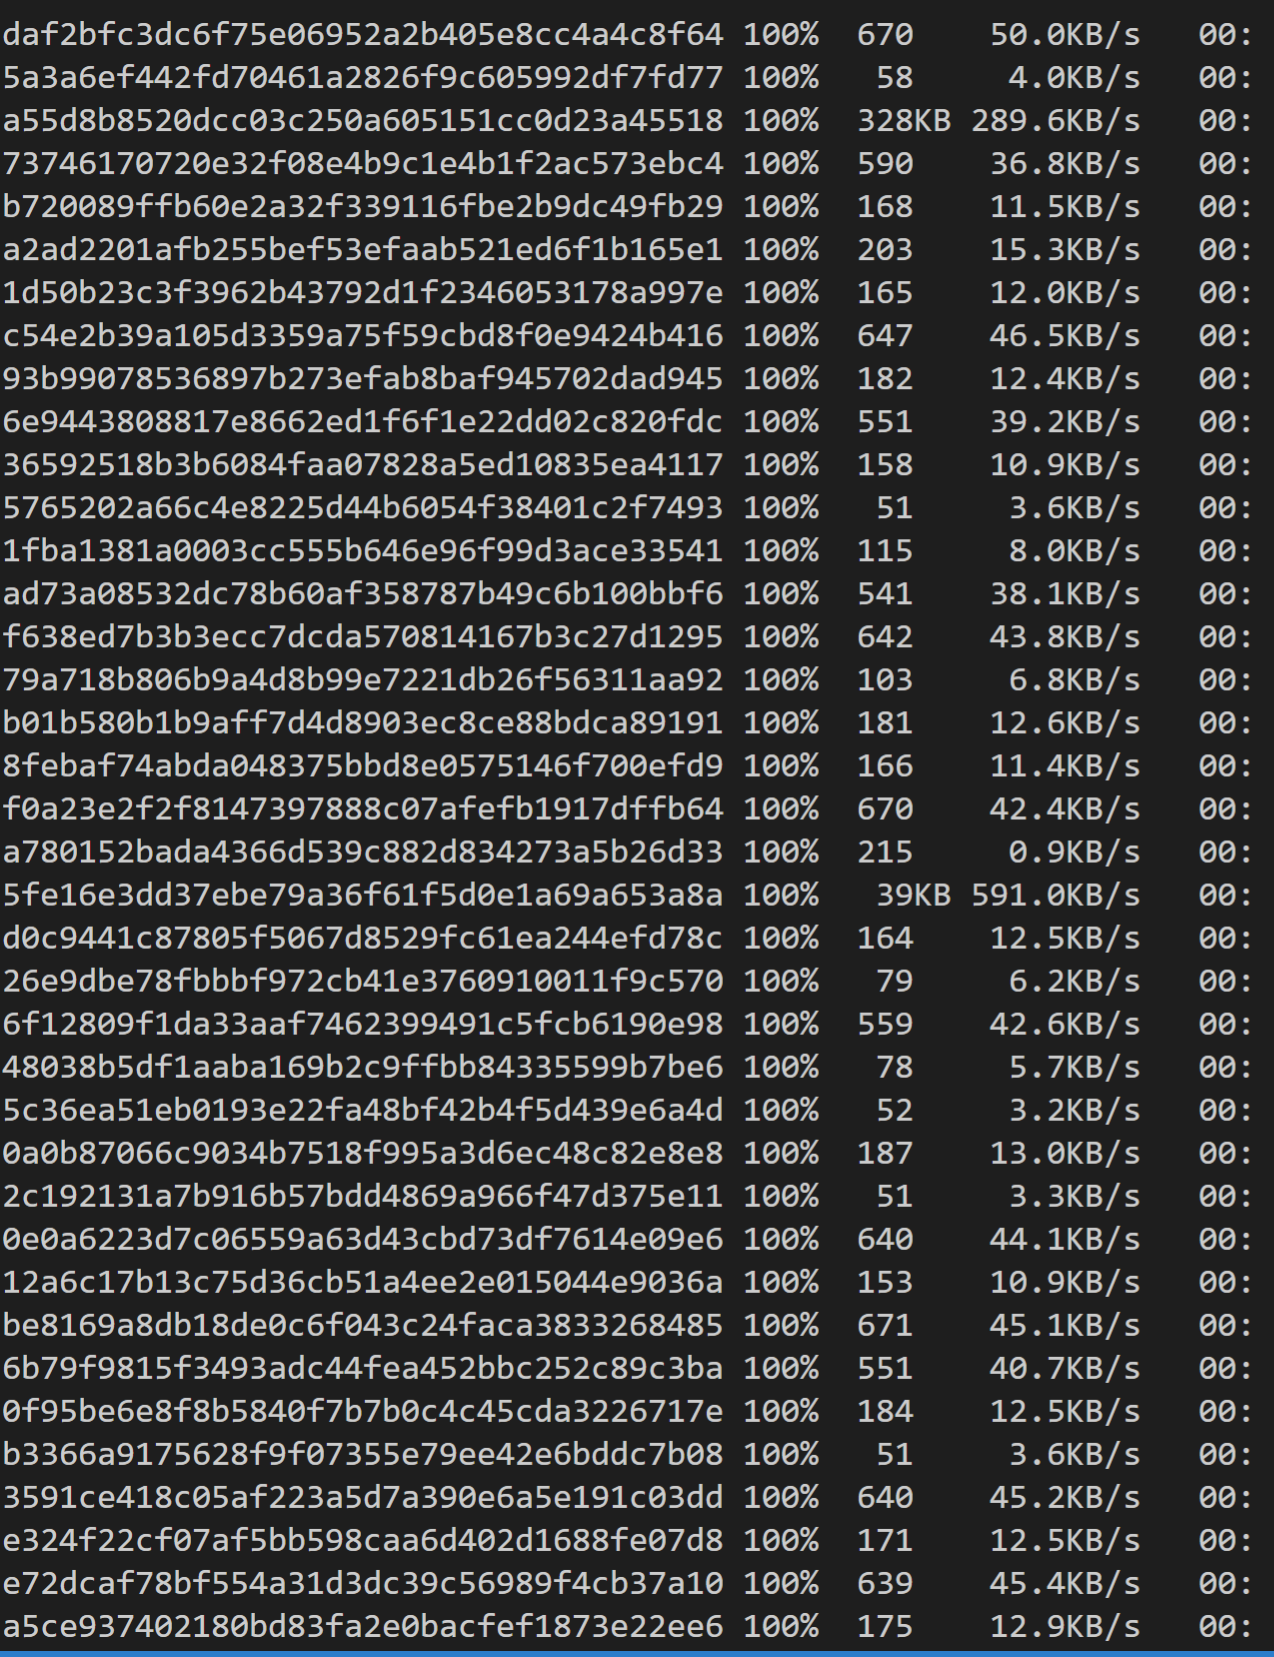 daf2bfc3dc6f75e06952a2b405e8cc4a4c8f64 100% 670 50.0KB/s 00:
5a3a6ef442fd70461a2826f9c605992df7fd77 100% 58 4.0KB/s 00:
a55d8b8520dcc03c250a605151cc0d23a45518 100% 328KB 289.6KB/s 00:
73746170720e32f08e4b9c1e4b1f2ac573ebc4 100% 590 36.8KB/s 00:
b720089ffb60e2a32f339116fbe2b9dc49fb29 100% 168 11.5KB/s 00:
a2ad2201afb255bef53efaab521ed6f1b165e1 100% 203 15.3KB/s 00:
1d50b23c3f3962b43792d1f2346053178a997e 100% 165 12.0KB/s 00:
c54e2b39a105d3359a75f59cbd8f0e9424b416 100% 647 46.5KB/s 00:
93b99078536897b273efab8baf945702dad945 100% 182 12.4KB/s 00:
6e9443808817e8662ed1f6f1e22dd02c820fdc 100% 551 39.2KB/s 00:
36592518b3b6084faa07828a5ed10835ea4117 100% 158 10.9KB/s 00:
5765202a66c4e8225d44b6054f38401c2f7493 100% 51 3.6KB/s 00:
1fba1381a0003cc555b646e96f99d3ace33541 100% 115 8.0KB/s 00:
ad73a08532dc78b60af358787b49c6b100bbf6 100% 541 38.1KB/s 00:
f638ed7b3b3ecc7dcda570814167b3c27d1295 100% 642 43.8KB/s 00:
79a718b806b9a4d8b99e7221db26f56311aa92 100% 103 6.8KB/s 00:
b01b580b1b9aff7d4d8903ec8ce88bdca89191 100% 181 12.6KB/s 00:
8febaf74abda048375bbd8e0575146f700efd9 100% 166 11.4KB/s 00:
f0a23e2f2f8147397888c07afefb1917dffb64 100% 670 42.4KB/s 00:
a780152bada4366d539c882d834273a5b26d33 100% 215 0.9KB/s 00:
5fe16e3dd37ebe79a36f61f5d0e1a69a653a8a 100% 39KB 591.0KB/s 00:
d0c9441c87805f5067d8529fc61ea244efd78c 100% 164 12.5KB/s 00:
26e9dbe78fbbbf972cb41e3760910011f9c570 100% 79 6.2KB/s 00:
6f12809f1da33aaf7462399491c5fcb6190e98 100% 559 42.6KB/s 00:
48038b5df1aaba169b2c9ffbb84335599b7be6 100% 78 5.7KB/s 00:
5c36ea51eb0193e22fa48bf42b4f5d439e6a4d 100% 52 3.2KB/s 00:
0a0b87066c9034b7518f995a3d6ec48c82e8e8 100% 187 13.0KB/s 00:
2c192131a7b916b57bdd4869a966f47d375e11 100% 51 3.3KB/s 00:
0e0a6223d7c06559a63d43cbd73df7614e09e6 100% 640 44.1KB/s 00:
12a6c17b13c75d36cb51a4ee2e015044e9036a 100% 153 10.9KB/s 00:
be8169a8db18de0c6f043c24faca3833268485 100% 671 45.1KB/s 00:
6b79f9815f3493adc44fea452bbc252c89c3ba 100% 551 40.7KB/s 00:
0f95be6e8f8b5840f7b7b0c4c45cda3226717e 100% 184 12.5KB/s 00:
b3366a9175628f9f07355e79ee42e6bddc7b08 100% 51 3.6KB/s 00:
3591ce418c05af223a5d7a390e6a5e191c03dd 100% 640 45.2KB/s 00:
e324f22cf07af5bb598caa6d402d1688fe07d8 100% 171 12.5KB/s 00:
e72dcaf78bf554a31d3dc39c56989f4cb37a10 100% 639 45.4KB/s 00:
a5ce937402180bd83fa2e0bacfef1873e22ee6 100% 175 12.9KB/s 00: